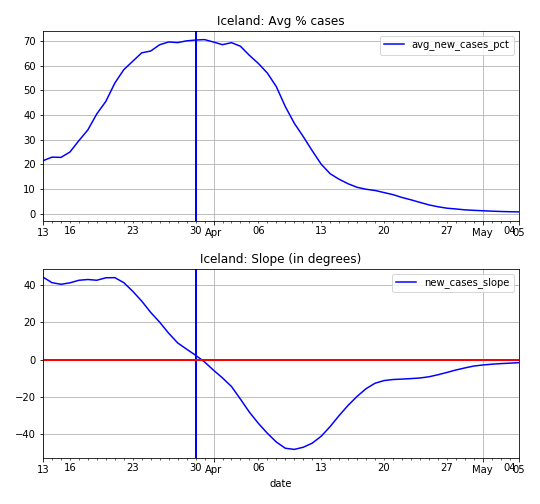 Iceland: Avg % cases
avg_new_cases_pct
70
60
50
40
30
20
10
0
13 16 23 30 Apr 06 13 20 27 May 04 05
Iceland: Slope (in degrees)
new_cases_slope
40
20
0
−20
−40
13 16 23 30 Apr 06 13 20 27 May 04 05
date